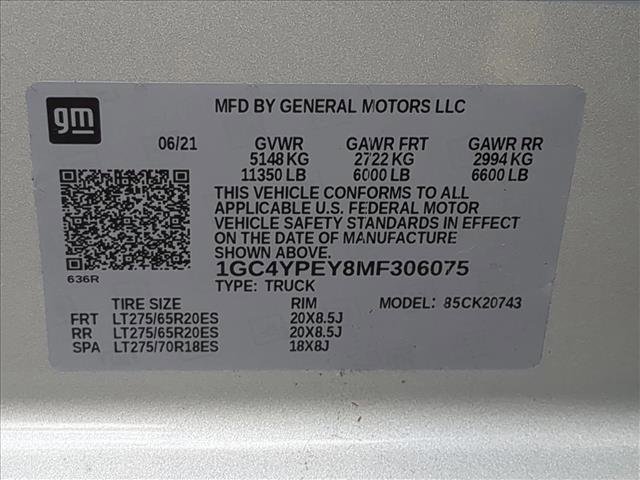 gm
MFD BY GENERAL MOTORS LLC
06/21 GVWR GAWR FRT GAWR RR
5148 KG 2722 KG 2994 KG
11350 LB 6000 LB 6600 LB
THIS VEHICLE CONFORMS TO ALL
APPLICABLE U.S. FEDERAL MOTOR
VEHICLE SAFETY STANDARDS IN EFFECT
ON THE DATE OF MANUFACTURE
SHOWN ABOVE.
636R
1GC4YPEY8MF306075
TYPE: TRUCK
TIRE SIZE RIM MODEL: 85CK20743
FRT LT275/65R20ES 20X8.5J
RR LT275/65R20ES 20X8.5J
SPA LT275/70R18ES 18X8J